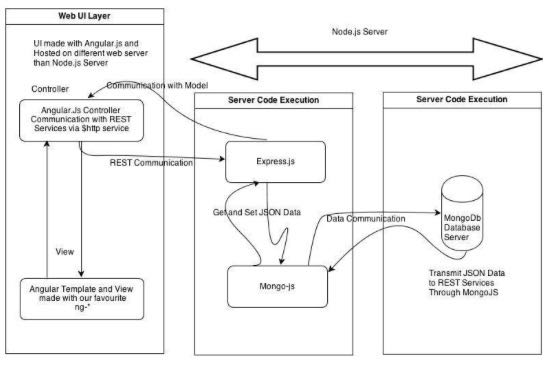 Web UI Layer
UI made with Angular.js and
Hosted on different web server
than Node.js Server
Controller
Angular.Js Controller
Communication with REST
Services via $http service
View
Angular Template and View
made with our favourite
ng-*
Node.js Server
Communication with Model
REST Communication
Server Code Execution
Express.js
Get and Set JSON Data
Mongo-js
Data Communication
Server Code Execution
MongoDb
Database
Server
Transmit JSON Data
to REST Services
Through MongoJS